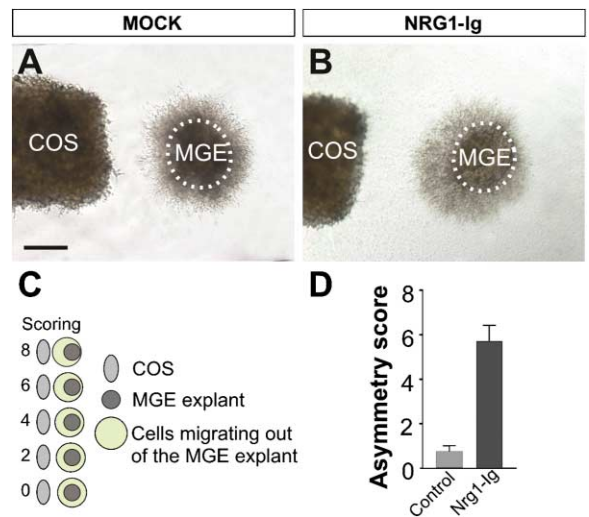 MOCK
NRG1-Ig
A
COS
MGE
B
COS
MGE
C
Scoring
8
6
4
2
0
COS
MGE explant
Cells migrating out
of the MGE explant
D
Asymmetry score
8
6
4
2
0
Control
Nrg1-Ig